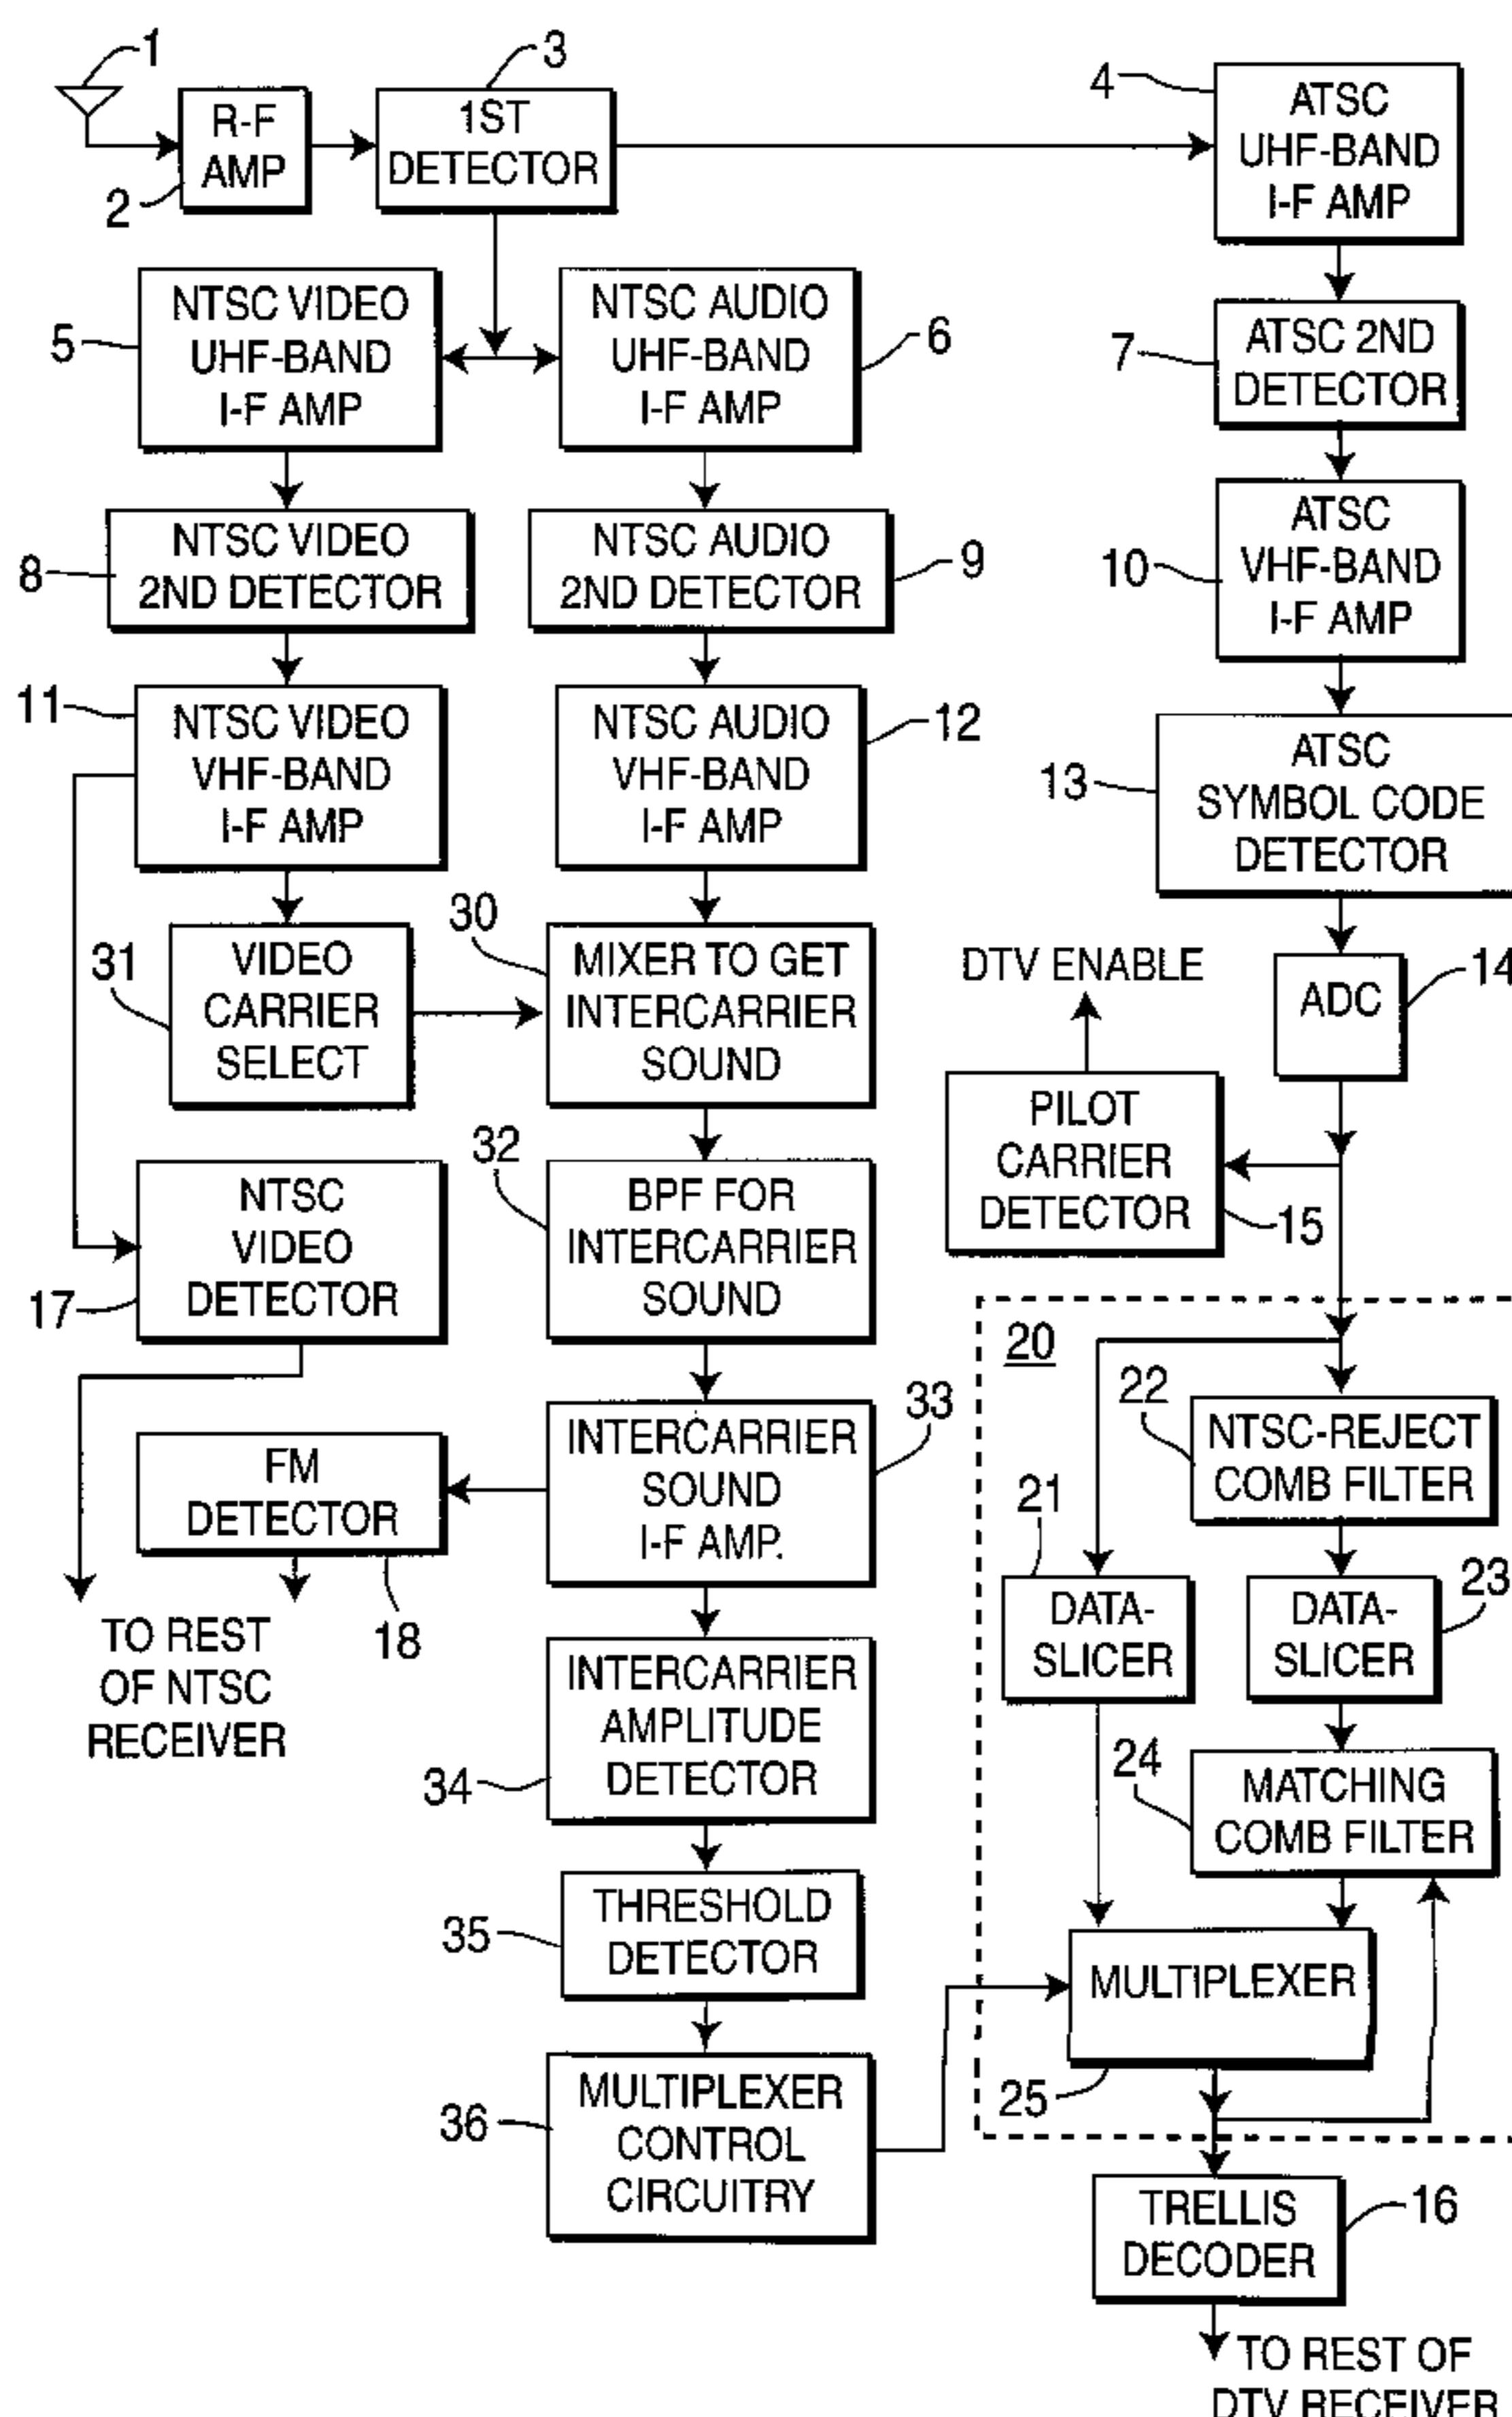 1
R-F
AMP
2
3
1ST
DETECTOR
4
ATSC
UHF-BAND
I-F AMP
5
NTSC VIDEO
UHF-BAND
I-F AMP
NTSC AUDIO
UHF-BAND
I-F AMP
6
7
ATSC 2ND
DETECTOR
8
NTSC VIDEO
2ND DETECTOR
NTSC AUDIO
2ND DETECTOR
9
10
ATSC
VHF-BAND
I-F AMP
11
NTSC VIDEO
VHF-BAND
I-F AMP
NTSC AUDIO
VHF-BAND
I-F AMP
12
13
ATSC
SYMBOL CODE
DETECTOR
31
VIDEO
CARRIER
SELECT
30
MIXER TO GET
INTERCARRIER
SOUND
DTV ENABLE
ADC
14
PILOT
CARRIER
DETECTOR
15
NTSC
VIDEO
DETECTOR
17
32
BPF FOR
INTERCARRIER
SOUND
20
22
NTSC-REJECT
COMB FILTER
33
INTERCARRIER
SOUND
I-F AMP.
FM
DETECTOR
18
TO REST
OF NTSC
RECEIVER
21
DATA-
SLICER
23
DATA-
SLICER
34
INTERCARRIER
AMPLITUDE
DETECTOR
24
MATCHING
COMB FILTER
35
THRESHOLD
DETECTOR
MULTIPLEXER
25
36
MULTIPLEXER
CONTROL
CIRCUITRY
TRELLIS
DECODER
16
TO REST OF
DTV RECEIVER